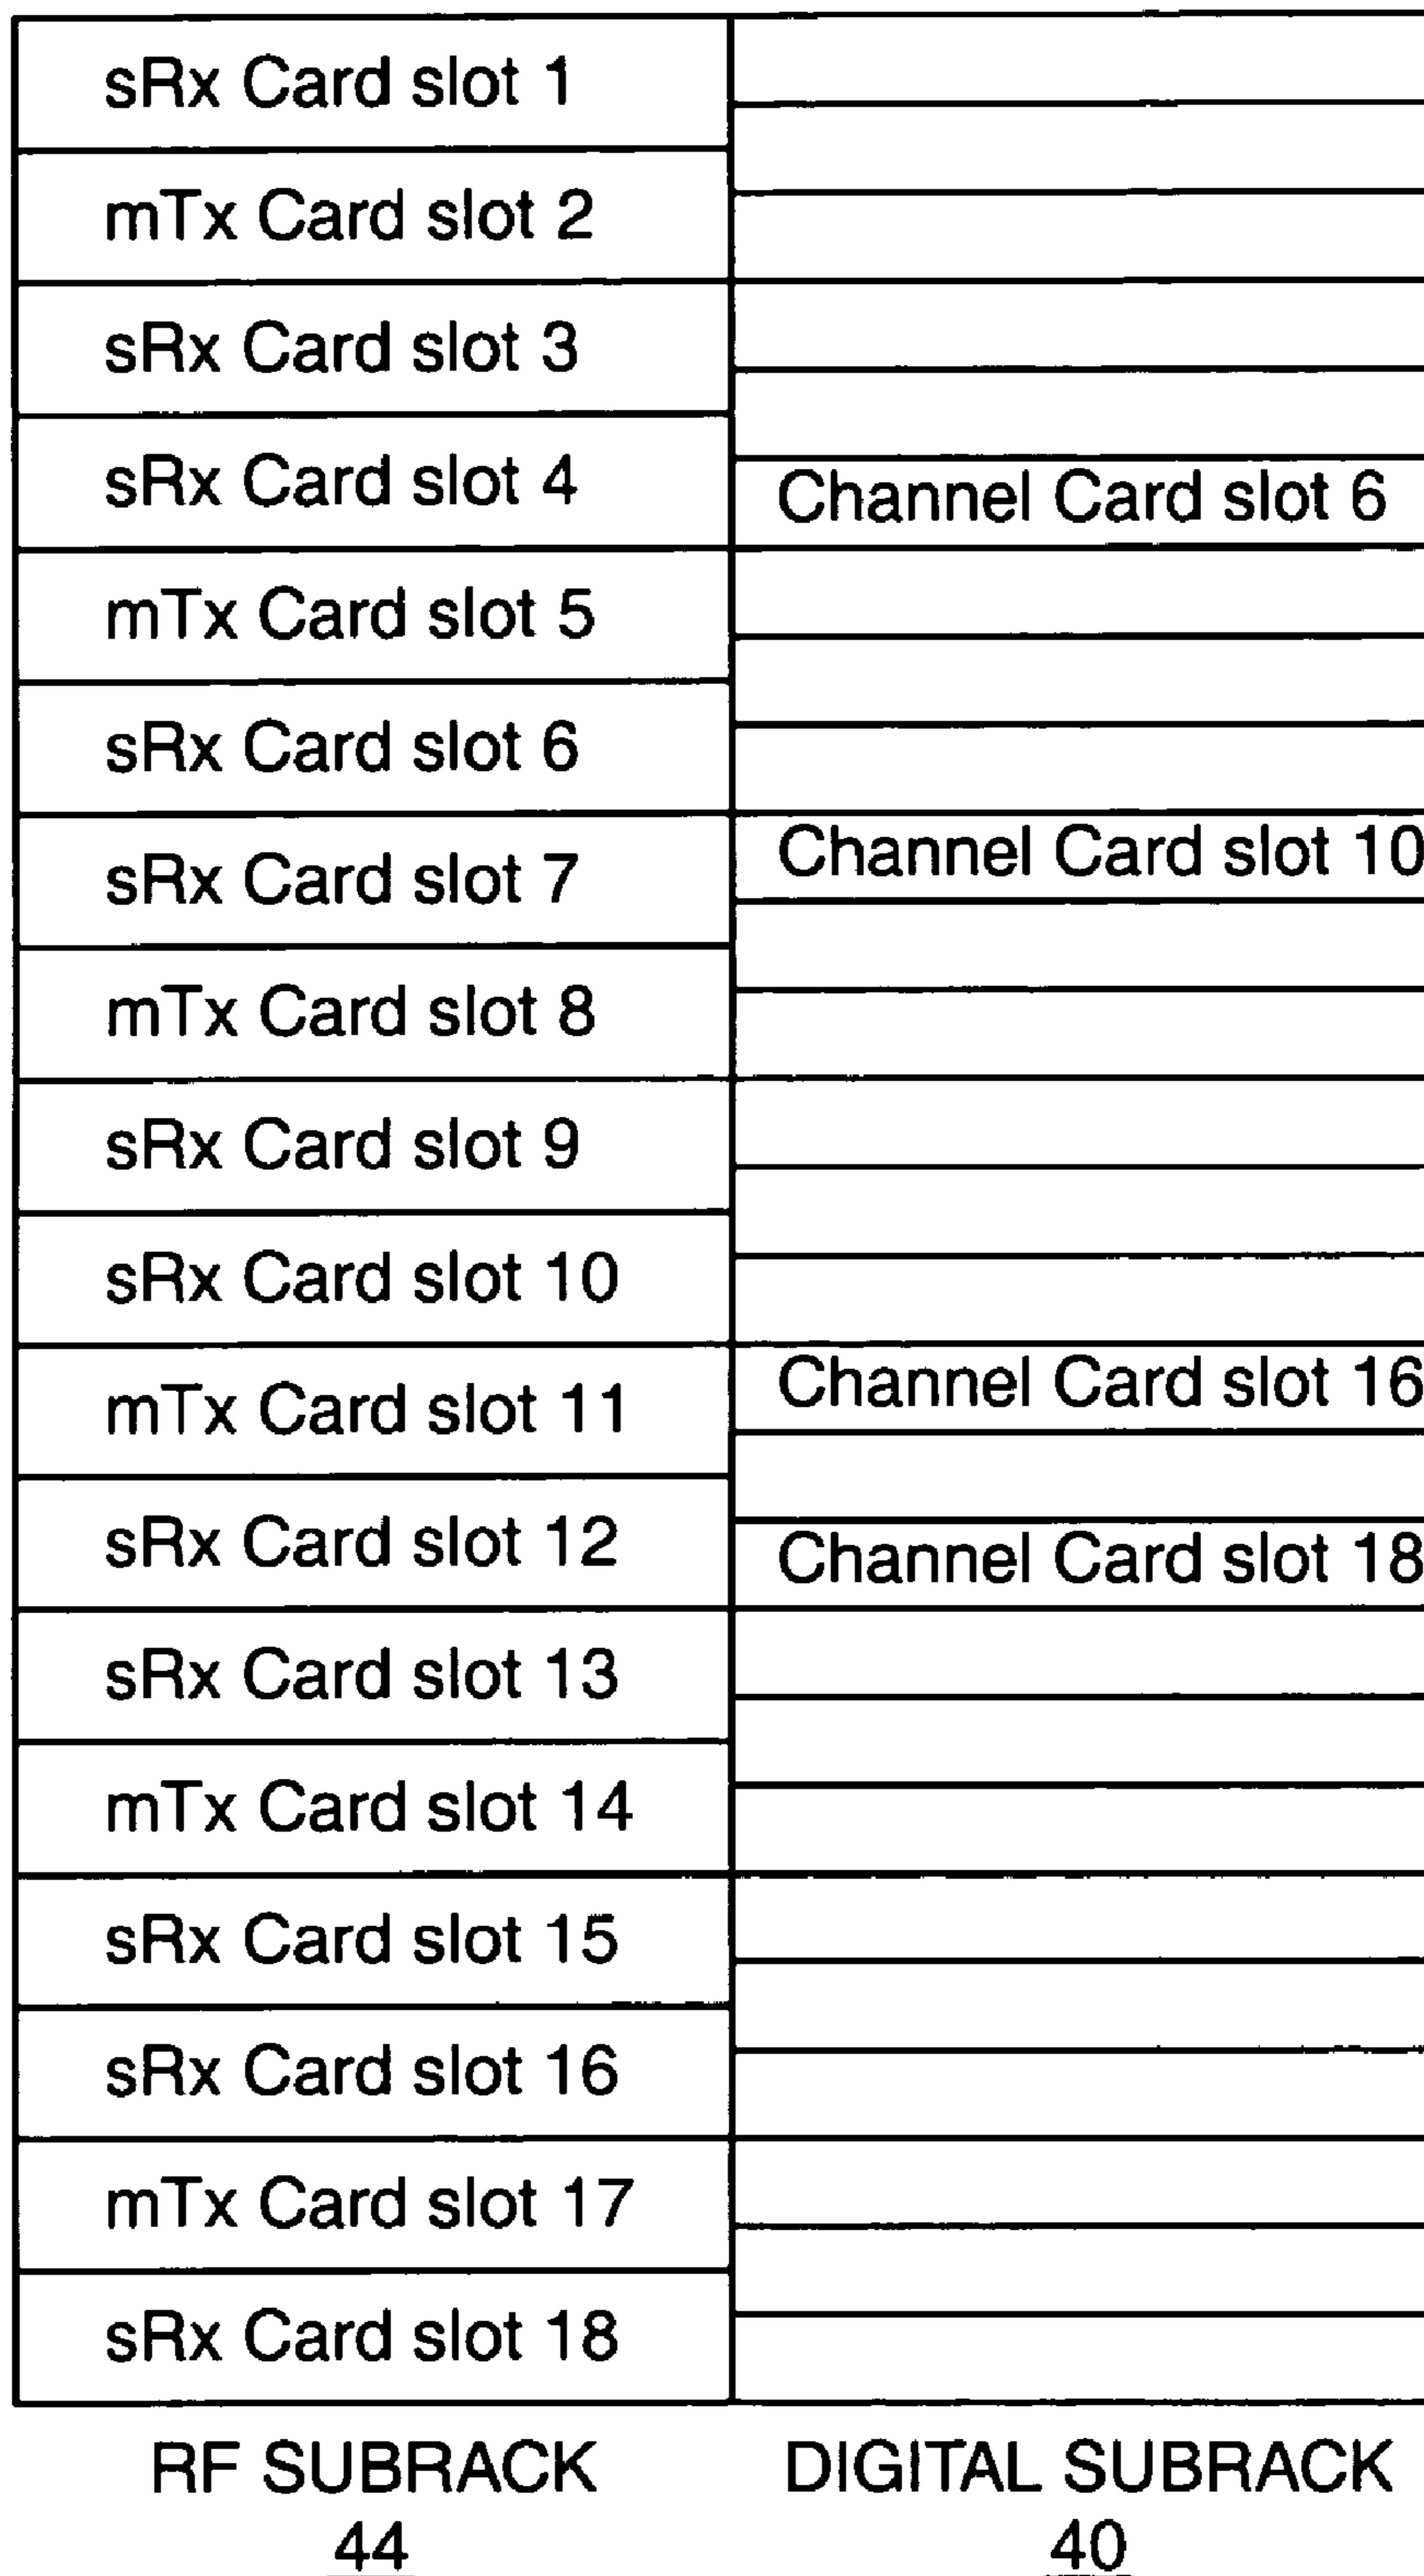 sRx Card slot 1
mTx Card slot 2
sRx Card slot 3
sRx Card slot 4
Channel Card slot 6
mTx Card slot 5
sRx Card slot 6
sRx Card slot 7
Channel Card slot 10
mTx Card slot 8
sRx Card slot 9
sRx Card slot 10
mTx Card slot 11
Channel Card slot 16
sRx Card slot 12
Channel Card slot 18
sRx Card slot 13
mTx Card slot 14
sRx Card slot 15
sRx Card slot 16
mTx Card slot 17
sRx Card slot 18
RF SUBRACK
44
DIGITAL SUBRACK
40